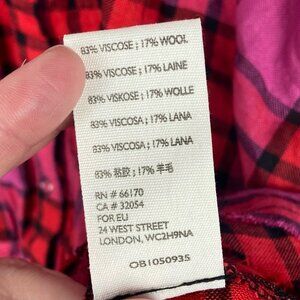 83% VISCOSE ; 17% WOOL
83% VISCOSE ; 17% LAINE
83% VISKOSE ; 17% WOLLE
83% VISCOSA ; 17% LANA
83% VISCOSA ; 17% LANA
83% 粘胶 ; 17% 羊毛
RN # 66170
CA # 32054
FOR EU
24 WEST STREET
LONDON, WC2H9NA
OB1050935